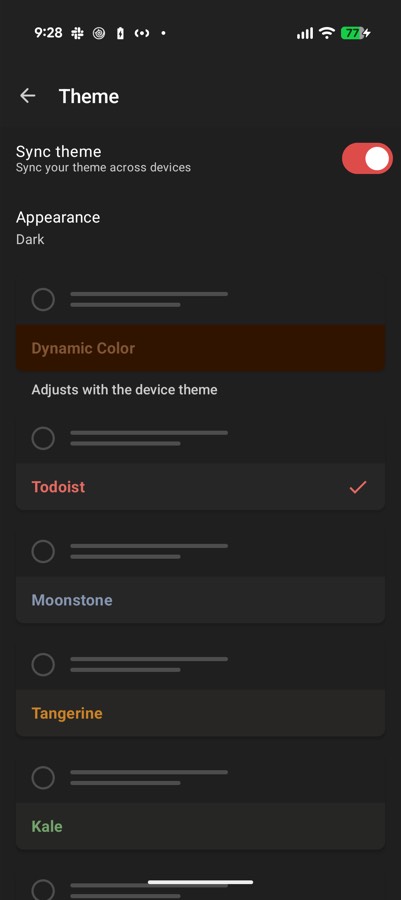 9:28
77
Theme
Sync theme
Sync your theme across devices
Appearance
Dark
Dynamic Color
Adjusts with the device theme
Todoist
Moonstone
Tangerine
Kale